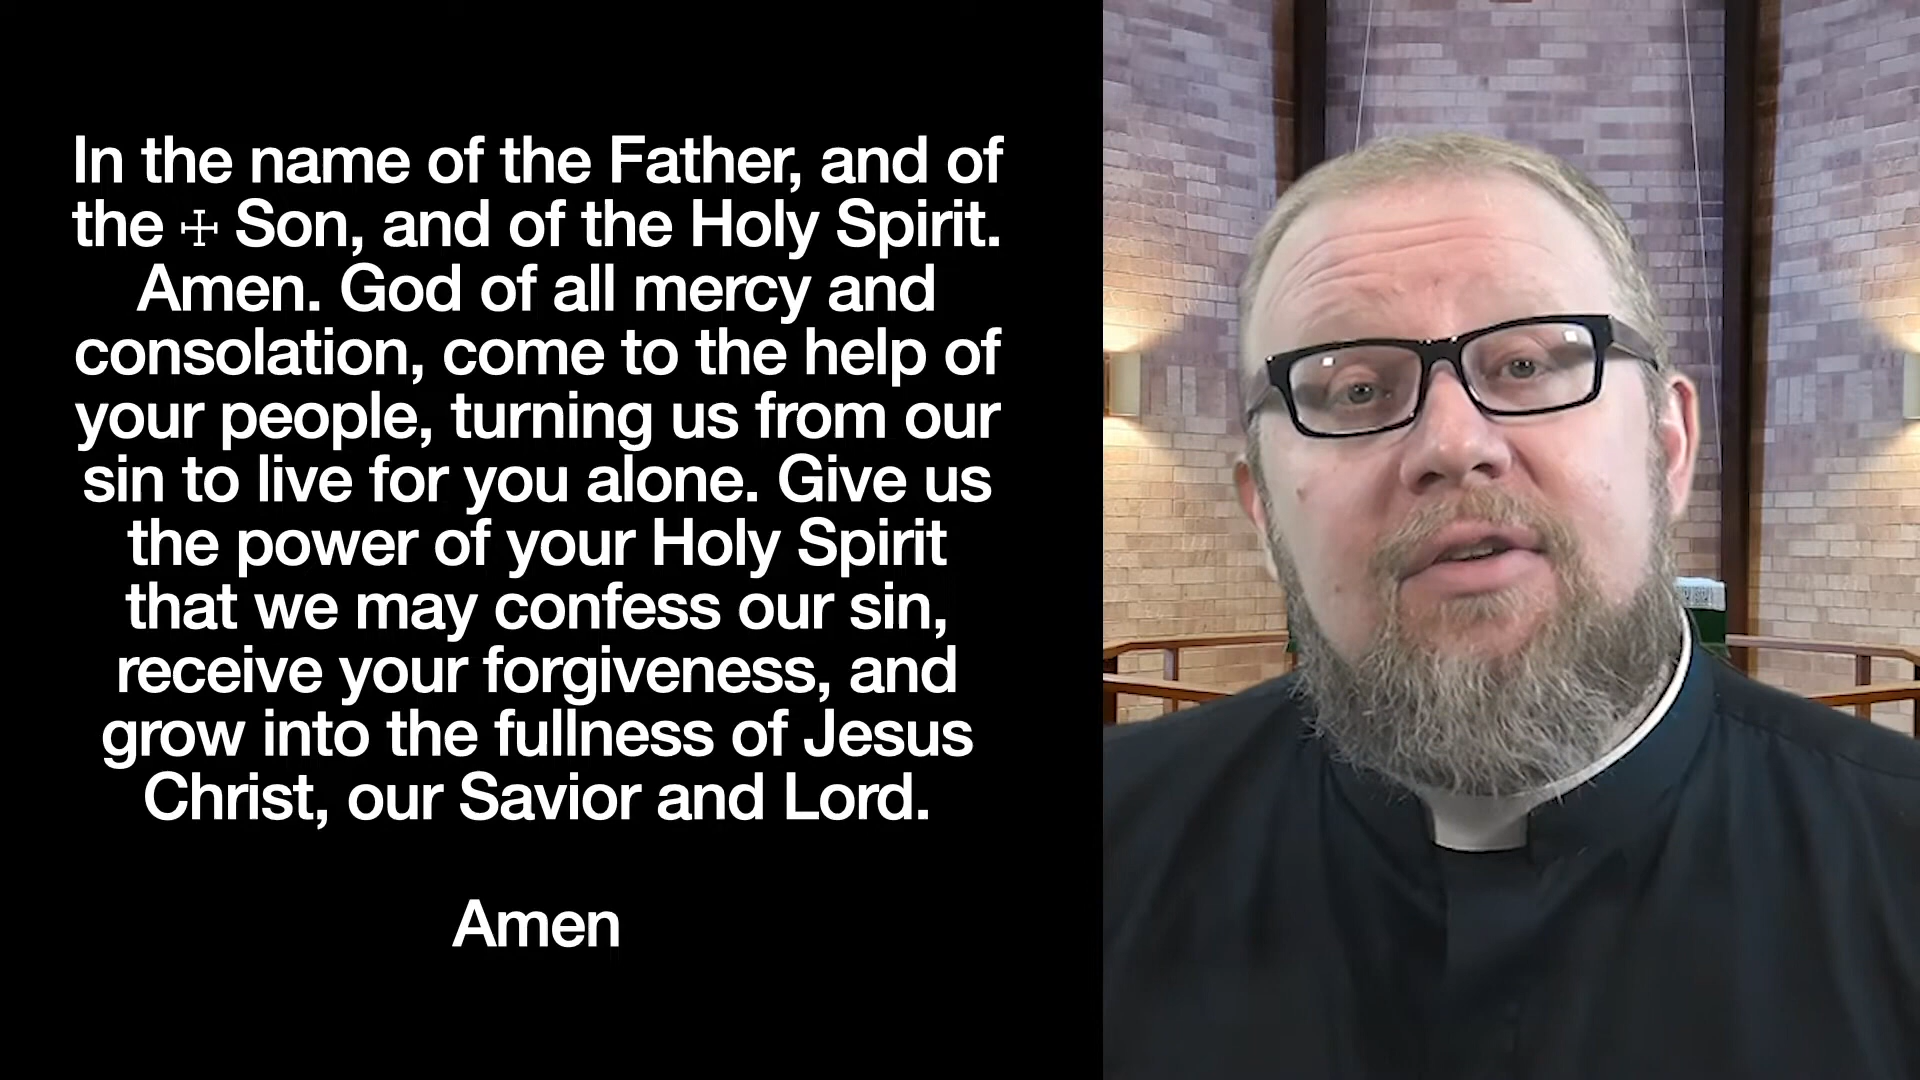 In the name of the Father, and of
the ☩ Son, and of the Holy Spirit.
Amen. God of all mercy and
consolation, come to the help of
your people, turning us from our
sin to live for you alone. Give us
the power of your Holy Spirit
that we may confess our sin,
receive your forgiveness, and
grow into the fullness of Jesus
Christ, our Savior and Lord.
Amen